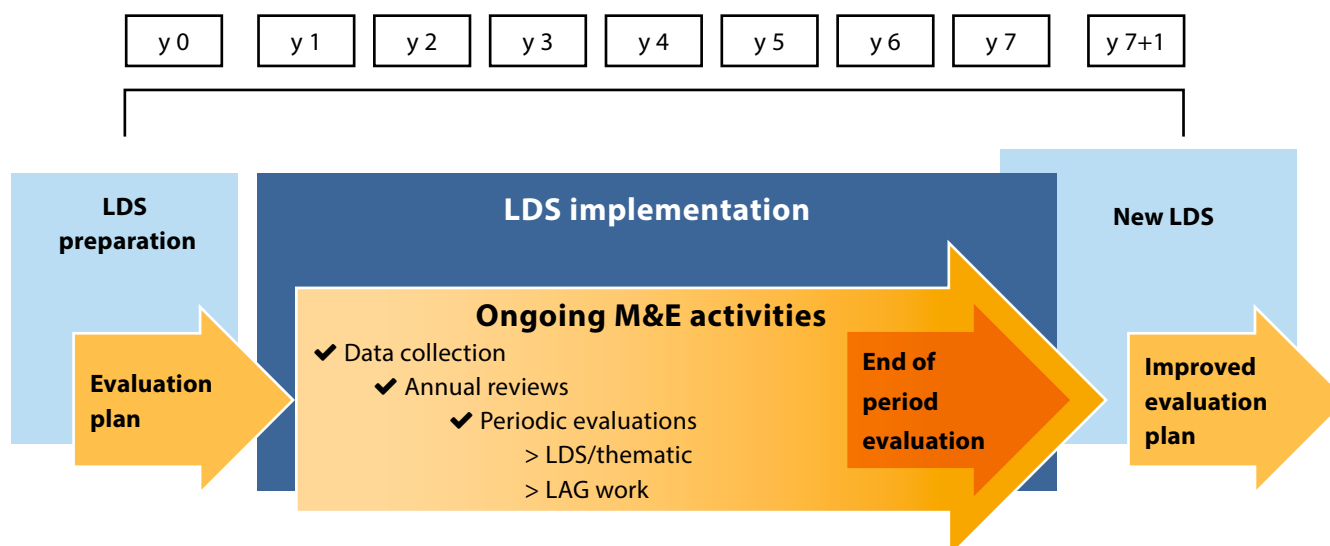 y 0
y 1
y 2
y 3
y 4
y 5
y 6
y 7
y 7+1
LDS
preparation
LDS implementation
New LDS
Evaluation
plan
Ongoing M&E activities
✔ Data collection
✔ Annual reviews
✔ Periodic evaluations
> LDS/thematic
> LAG work
End of
period
evaluation
Improved
evaluation
plan